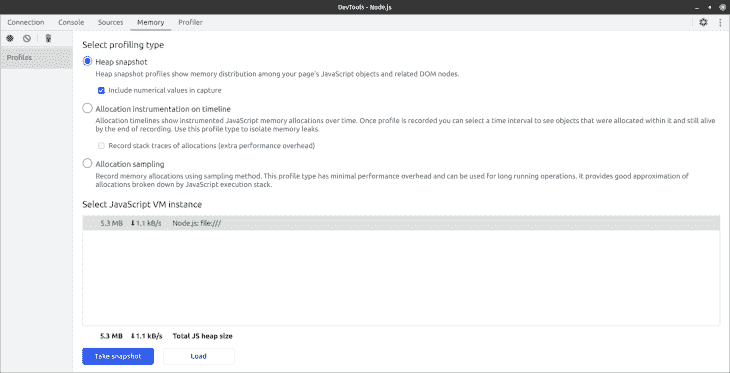 DevTools - Node.js
Connection Console Sources Memory Profiler
Profiles
Select profiling type
Heap snapshot
Heap snapshot profiles show memory distribution among your page's JavaScript objects and related DOM nodes.
Include numerical values in capture
Allocation instrumentation on timeline
Allocation timelines show instrumented JavaScript memory allocations over time. Once profile is recorded you can select a time interval to see objects that were allocated within it and still alive
by the end of recording. Use this profile type to isolate memory leaks.
Record stack traces of allocations (extra performance overhead)
Allocation sampling
Record memory allocations using sampling method. This profile type has minimal performance overhead and can be used for long running operations. It provides good approximation of
allocations broken down by JavaScript execution stack.
Select JavaScript VM instance
5.3 MB ⬇1.1 kB/s Node.js: file:///
5.3 MB ⬇1.1 kB/s Total JS heap size
Take snapshot Load